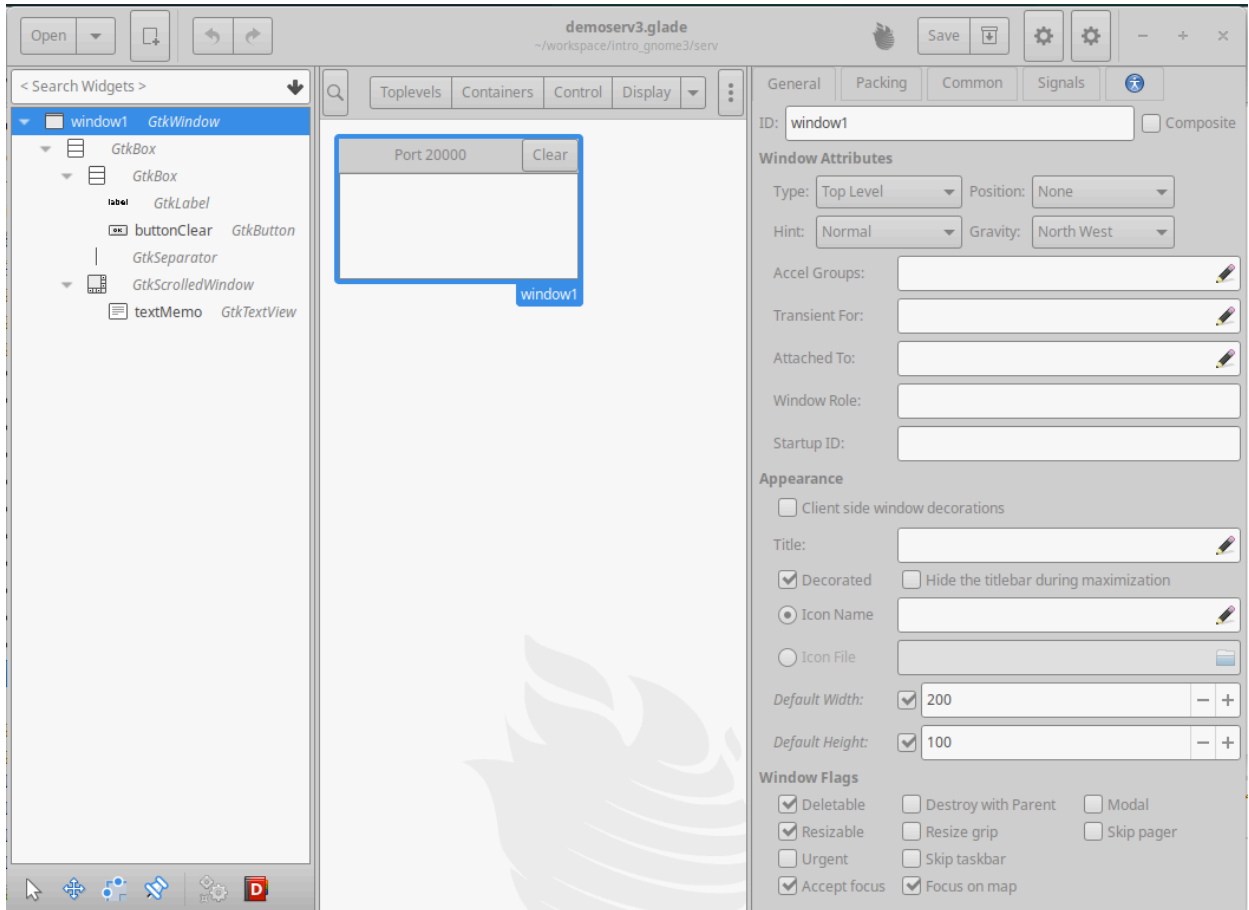 Open
demoserv3.glade
~/workspace/intro_gnome3/serv
Save
< Search Widgets >
window1 GtkWindow
GtkBox
GtkBox
label GtkLabel
OK buttonClear GtkButton
GtkSeparator
GtkScrolledWindow
textMemo GtkTextView
D
Toplevels Containers Control Display
Port 20000 Clear
window1
General Packing Common Signals
ID: window1 Composite
Window Attributes
Type: Top Level Position: None
Hint: Normal Gravity: North West
Accel Groups:
Transient For:
Attached To:
Window Role:
Startup ID:
Appearance
Client side window decorations
Title:
Decorated Hide the titlebar during maximization
Icon Name
Icon File
Default Width: 200
Default Height: 100
Window Flags
Deletable Destroy with Parent Modal
Resizable Resize grip Skip pager
Urgent Skip taskbar
Accept focus Focus on map